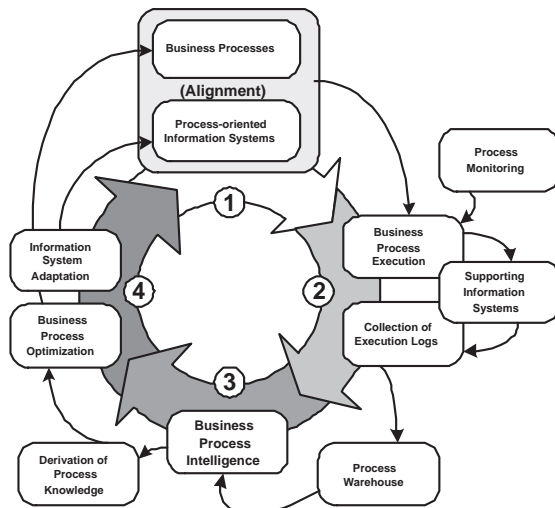 Business Processes
(Alignment)
Process-oriented
Information Systems
Process
Monitoring
1
Business
Process
Execution
Information
System
Adaptation
Supporting
Information
Systems
4
2
Business
Process
Optimization
Collection of
Execution Logs
3
Business
Process
Intelligence
Derivation of
Process
Knowledge
Process
Warehouse